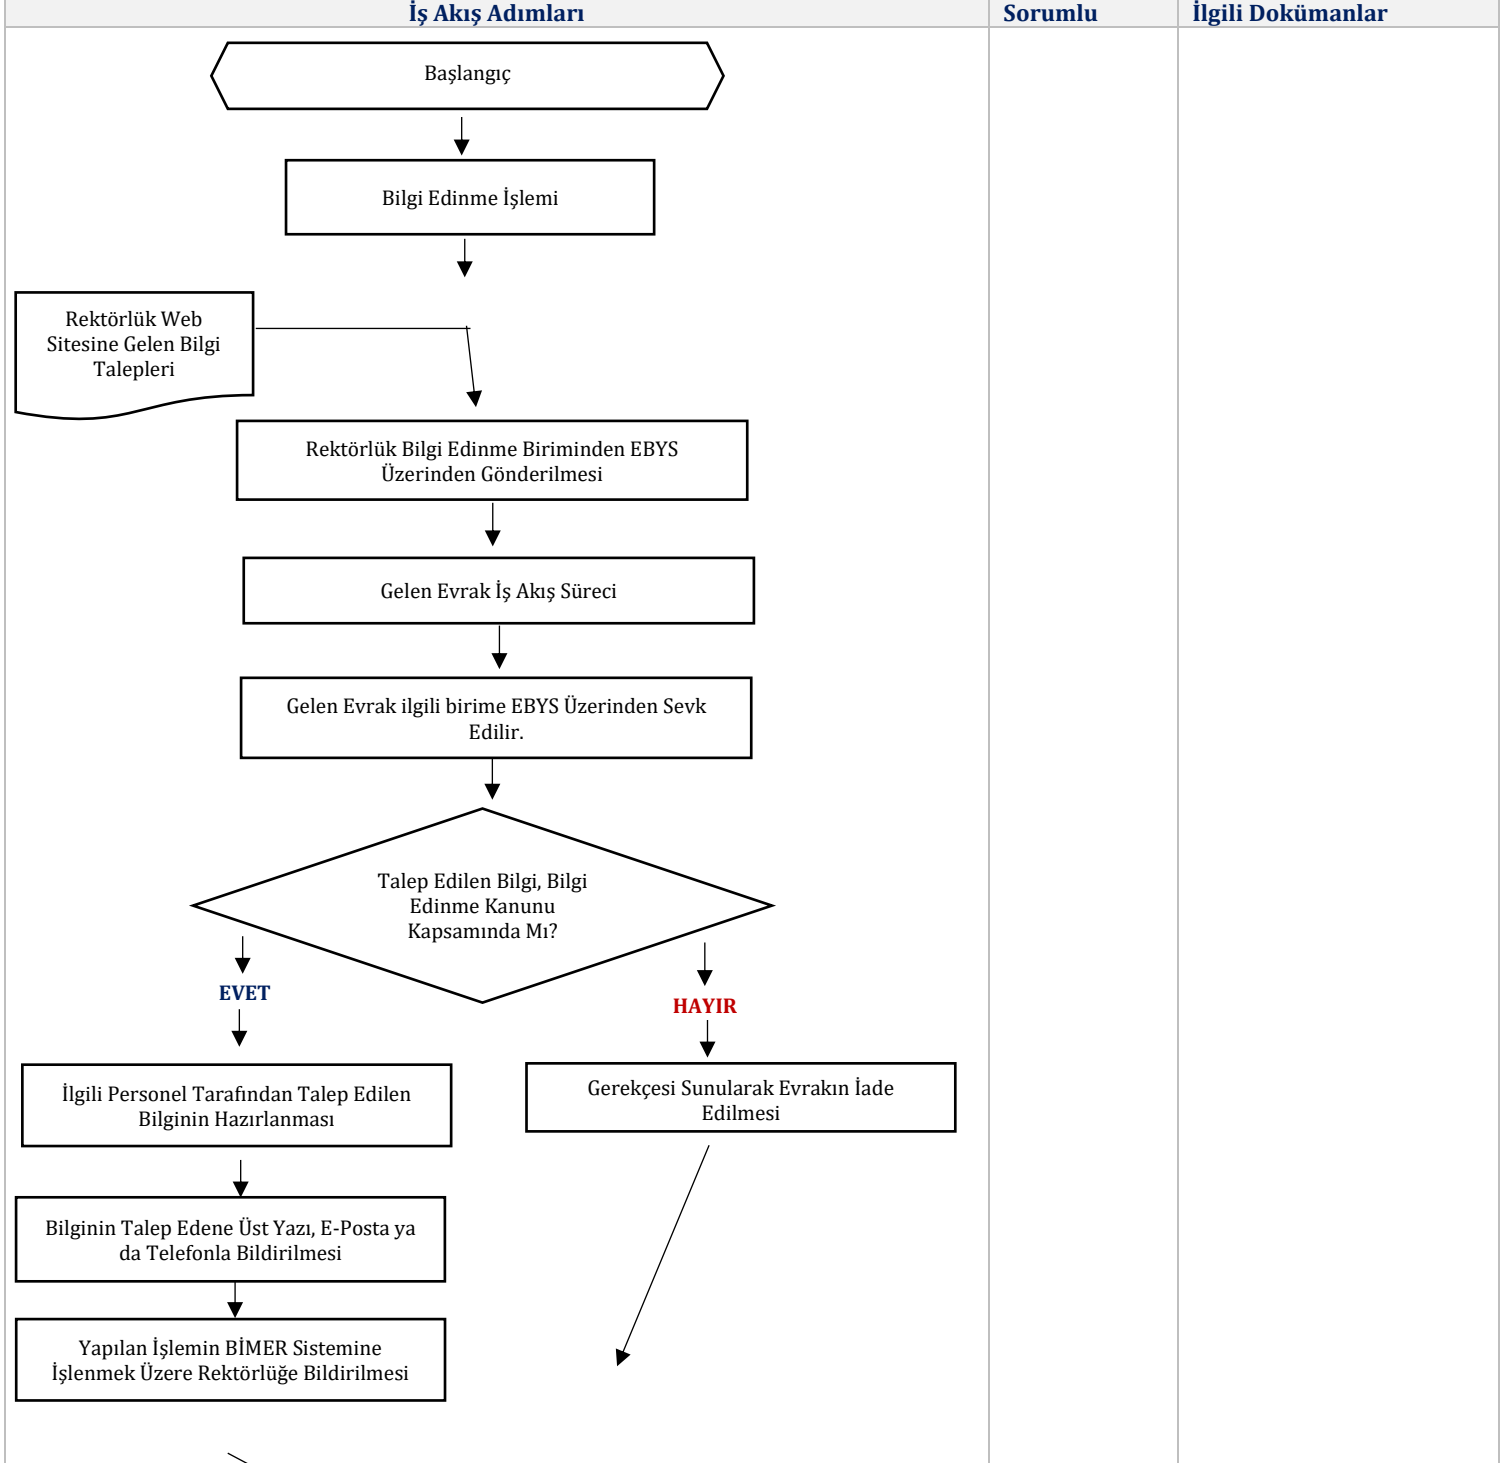 İş Akış Adımları
Sorumlu
İlgili Dokümanlar
Başlangıç
Bilgi Edinme İşlemi
Rektörlük Web
Sitesine Gelen Bilgi
Talepleri
Rektörlük Bilgi Edinme Biriminden EBYS
Üzerinden Gönderilmesi
Gelen Evrak İş Akış Süreci
Gelen Evrak ilgili birime EBYS Üzerinden Sevk
Edilir.
Talep Edilen Bilgi, Bilgi
Edinme Kanunu
Kapsamında Mı?
EVET
HAYIR
İlgili Personel Tarafından Talep Edilen
Bilginin Hazırlanması
Gerekçesi Sunularak Evrakın İade
Edilmesi
Bilginin Talep Edene Üst Yazı, E-Posta ya
da Telefonla Bildirilmesi
Yapılan İşlemin BİMER Sistemine
İşlenmek Üzere Rektörlüğe Bildirilmesi